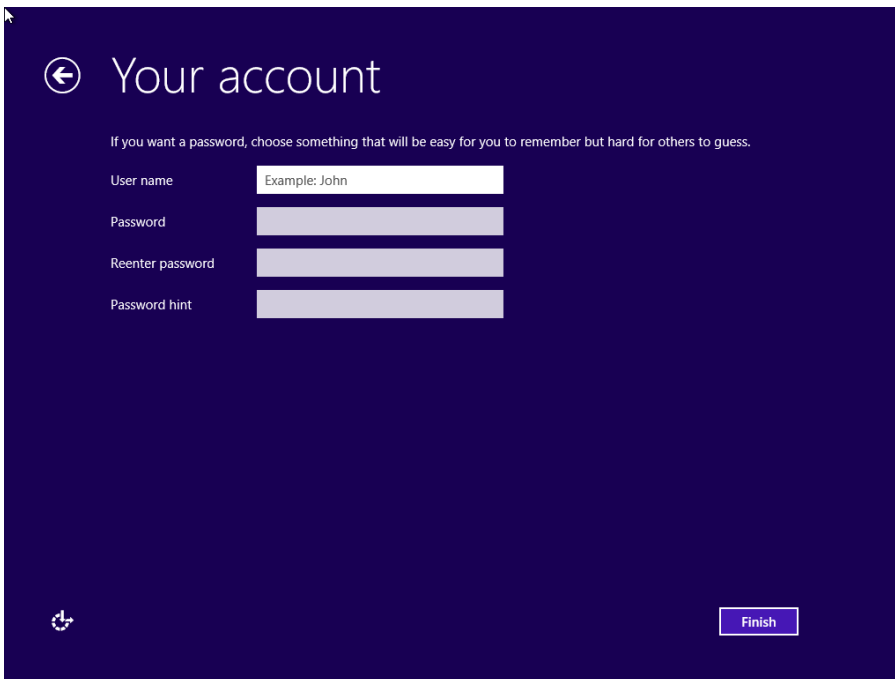 Your account
If you want a password, choose something that will be easy for you to remember but hard for others to guess.
User name Example: John
Password
Reenter password
Password hint
Finish